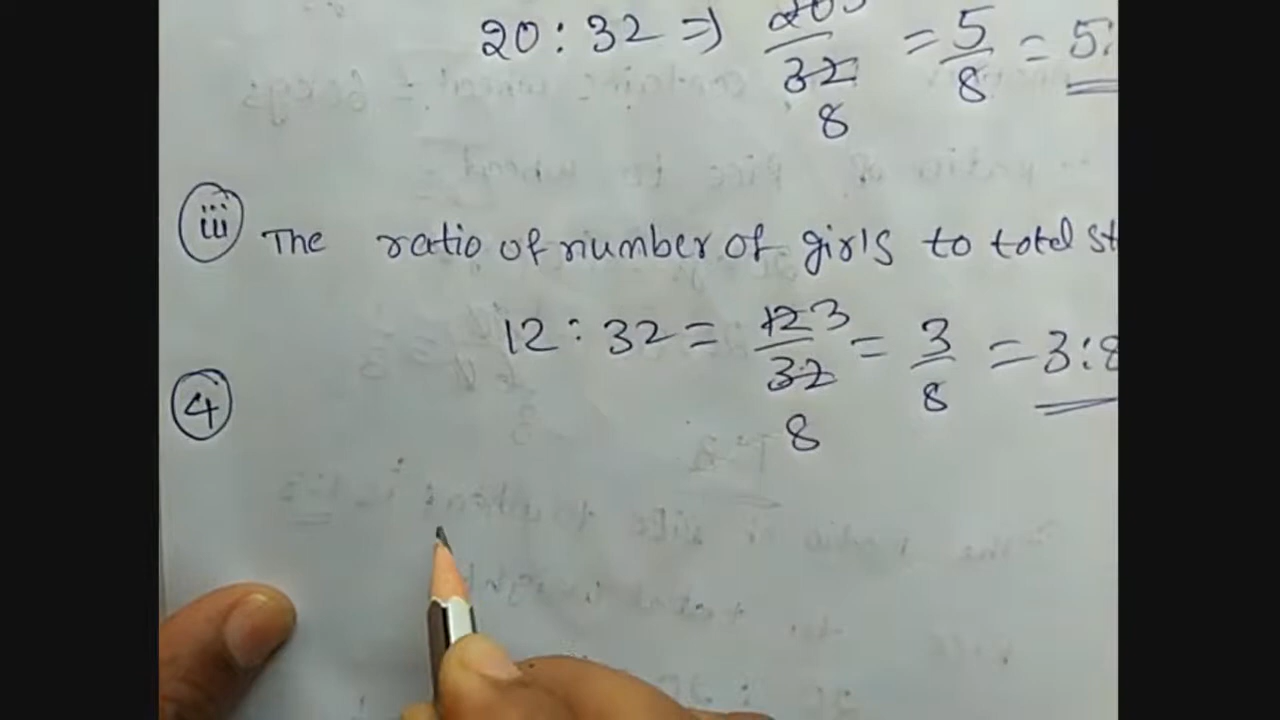 20 : 32 ⇒ 20 5 / 32 8 = 5/8 = 5:
iii The ratio of number of girls to total st
12 : 32 = 12 3 / 32 8 = 3/8 = 3:8
4